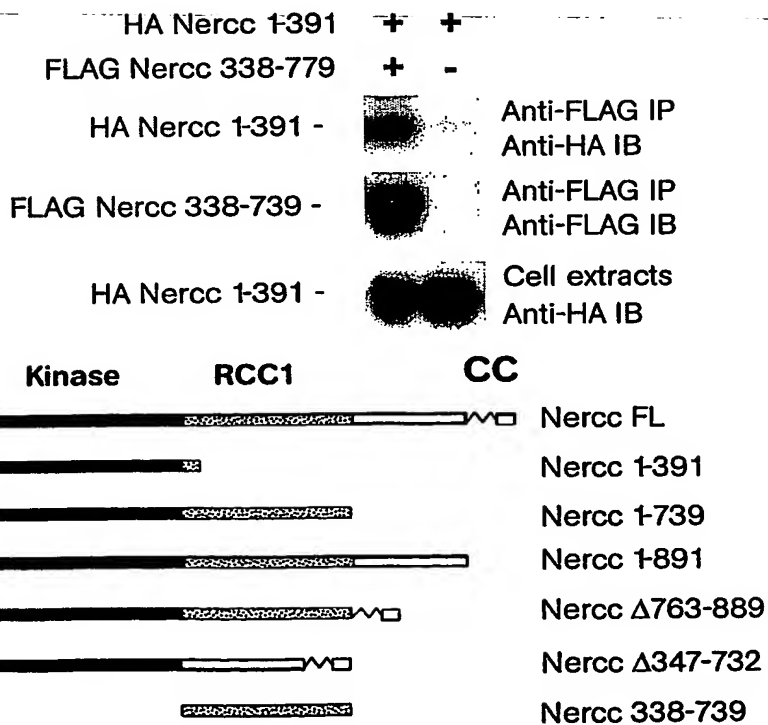 HA Nercc 1-391 + +
FLAG Nercc 338-779 + -
HA Nercc 1-391 - Anti-FLAG IP
Anti-HA IB
FLAG Nercc 338-739 - Anti-FLAG IP
Anti-FLAG IB
HA Nercc 1-391 - Cell extracts
Anti-HA IB
Kinase RCC1 CC
Nercc FL
Nercc 1-391
Nercc 1-739
Nercc 1-891
Nercc Δ763-889
Nercc Δ347-732
Nercc 338-739